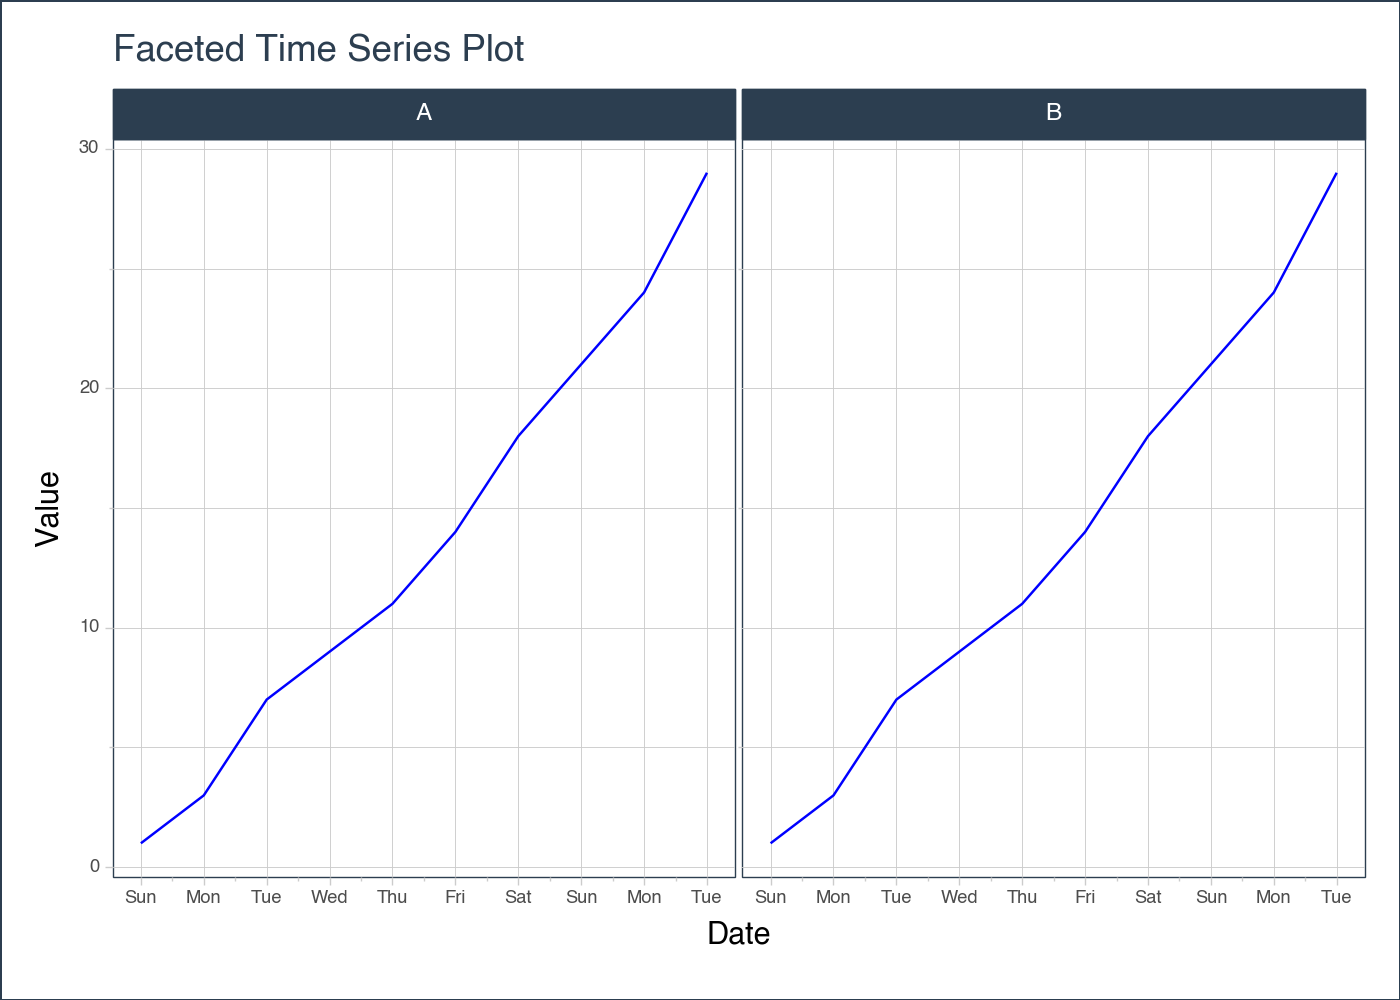 Faceted Time Series Plot
A B
30
20
10
0
Value
Sun Mon Tue Wed Thu Fri Sat Sun Mon Tue Sun Mon Tue Wed Thu Fri Sat Sun Mon Tue
Date